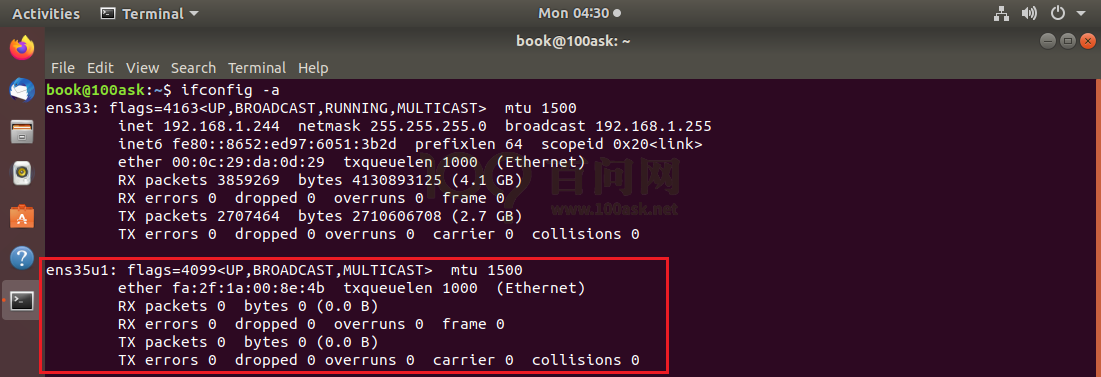 Activities Terminal Mon 04:30
book@100ask: ~
File Edit View Search Terminal Help
book@100ask:~$ ifconfig -a
ens33: flags=4163<UP,BROADCAST,RUNNING,MULTICAST>  mtu 1500
        inet 192.168.1.244  netmask 255.255.255.0  broadcast 192.168.1.255
        inet6 fe80::8652:ed97:6051:3b2d  prefixlen 64  scopeid 0x20<link>
        ether 00:0c:29:da:0d:29  txqueuelen 1000  (Ethernet)
        RX packets 3859269  bytes 4130893125 (4.1 GB)
        RX errors 0  dropped 0  overruns 0  frame 0
        TX packets 2707464  bytes 2710606708 (2.7 GB)
        TX errors 0  dropped 0 overruns 0  carrier 0  collisions 0
百问网
www.100ask.net
ens35u1: flags=4099<UP,BROADCAST,MULTICAST>  mtu 1500
        ether fa:2f:1a:00:8e:4b  txqueuelen 1000  (Ethernet)
        RX packets 0  bytes 0 (0.0 B)
        RX errors 0  dropped 0  overruns 0  frame 0
        TX packets 0  bytes 0 (0.0 B)
        TX errors 0  dropped 0 overruns 0  carrier 0  collisions 0